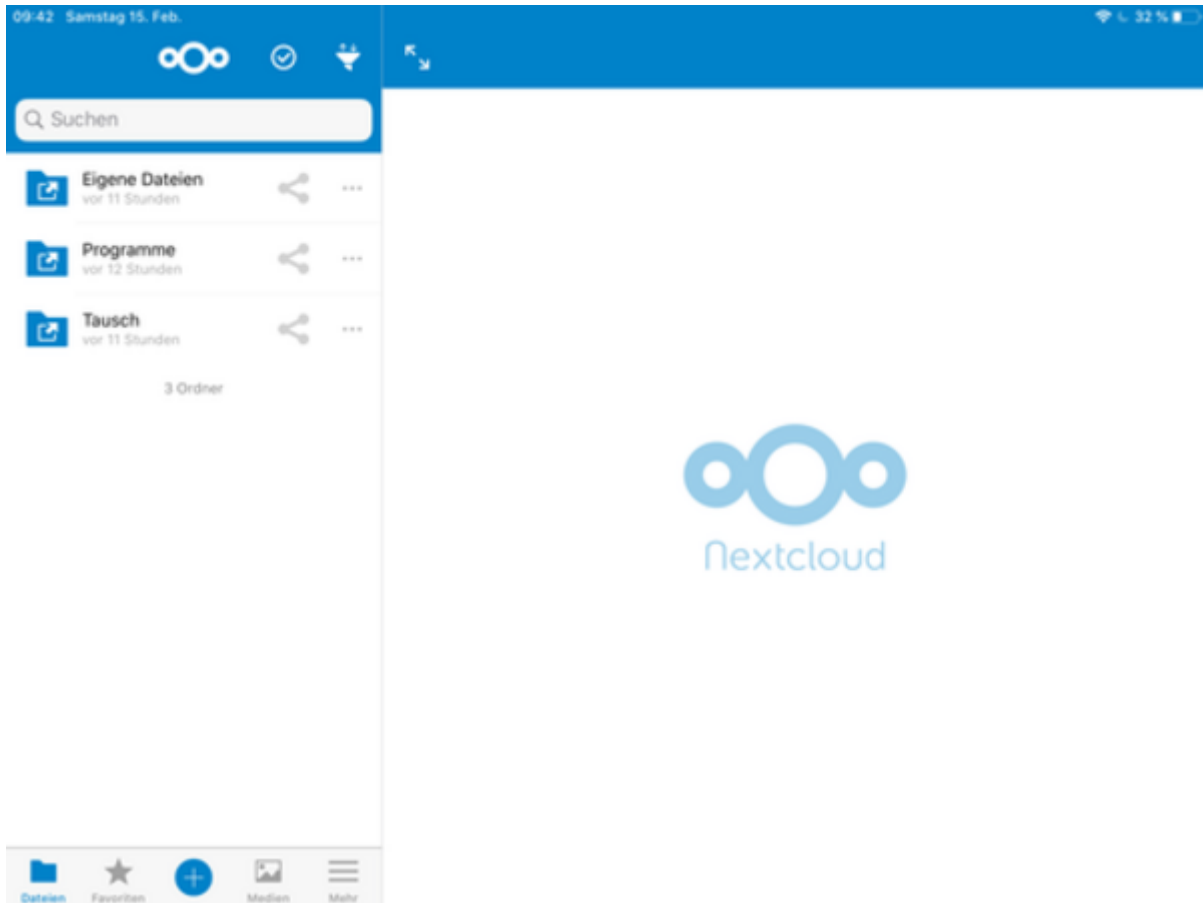 09:42 Samstag 15. Feb.
32 %
Suchen
Eigene Dateien
vor 11 Stunden
Programme
vor 12 Stunden
Tausch
vor 11 Stunden
3 Ordner
Nextcloud
Dateien Favoriten Medien Mehr